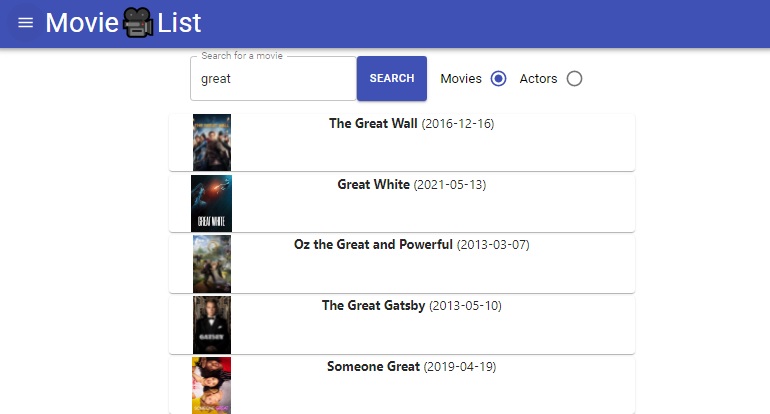 Movie List
Search for a movie
great
SEARCH
Movies
Actors
The Great Wall (2016-12-16)
GREAT WHITE
Great White (2021-05-13)
Oz the Great and Powerful (2013-03-07)
GATSBY
The Great Gatsby (2013-05-10)
Someone Great (2019-04-19)